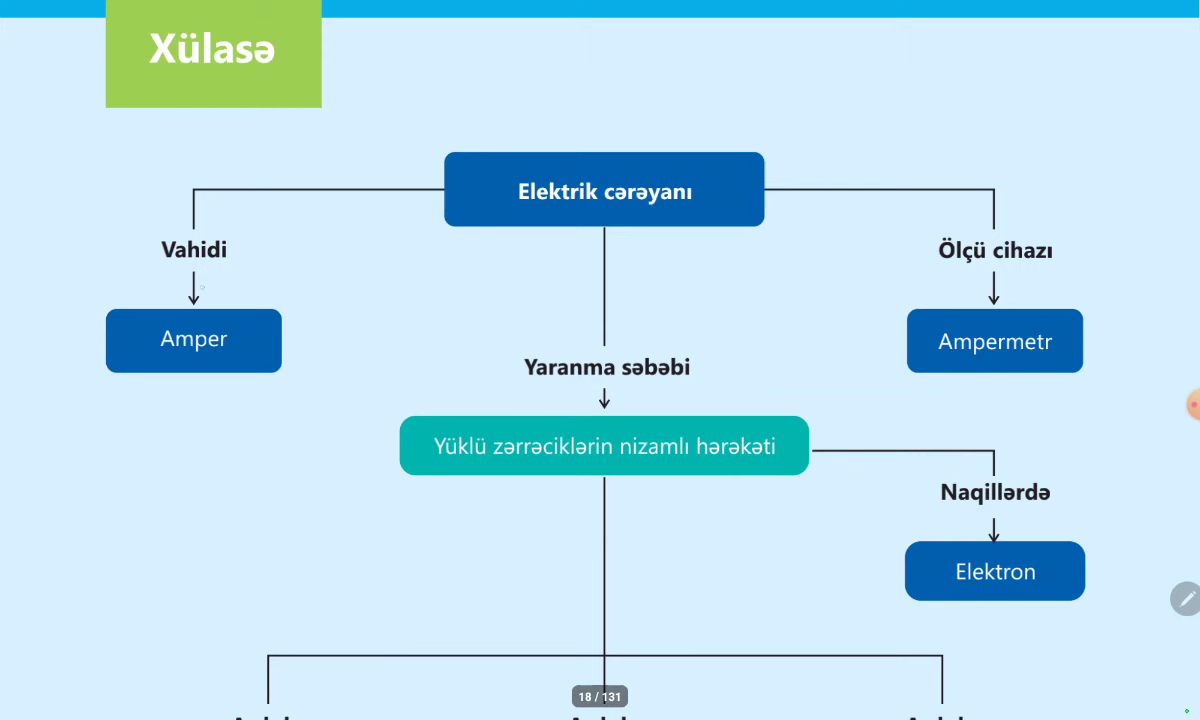 Xülasə
Elektrik cərəyanı
Vahidi
Ölçü cihazı
Amper
Ampermetr
Yaranma səbəbi
Yüklü zərrəciklərin nizamlı hərəkəti
Naqillərdə
Elektron
18 / 131